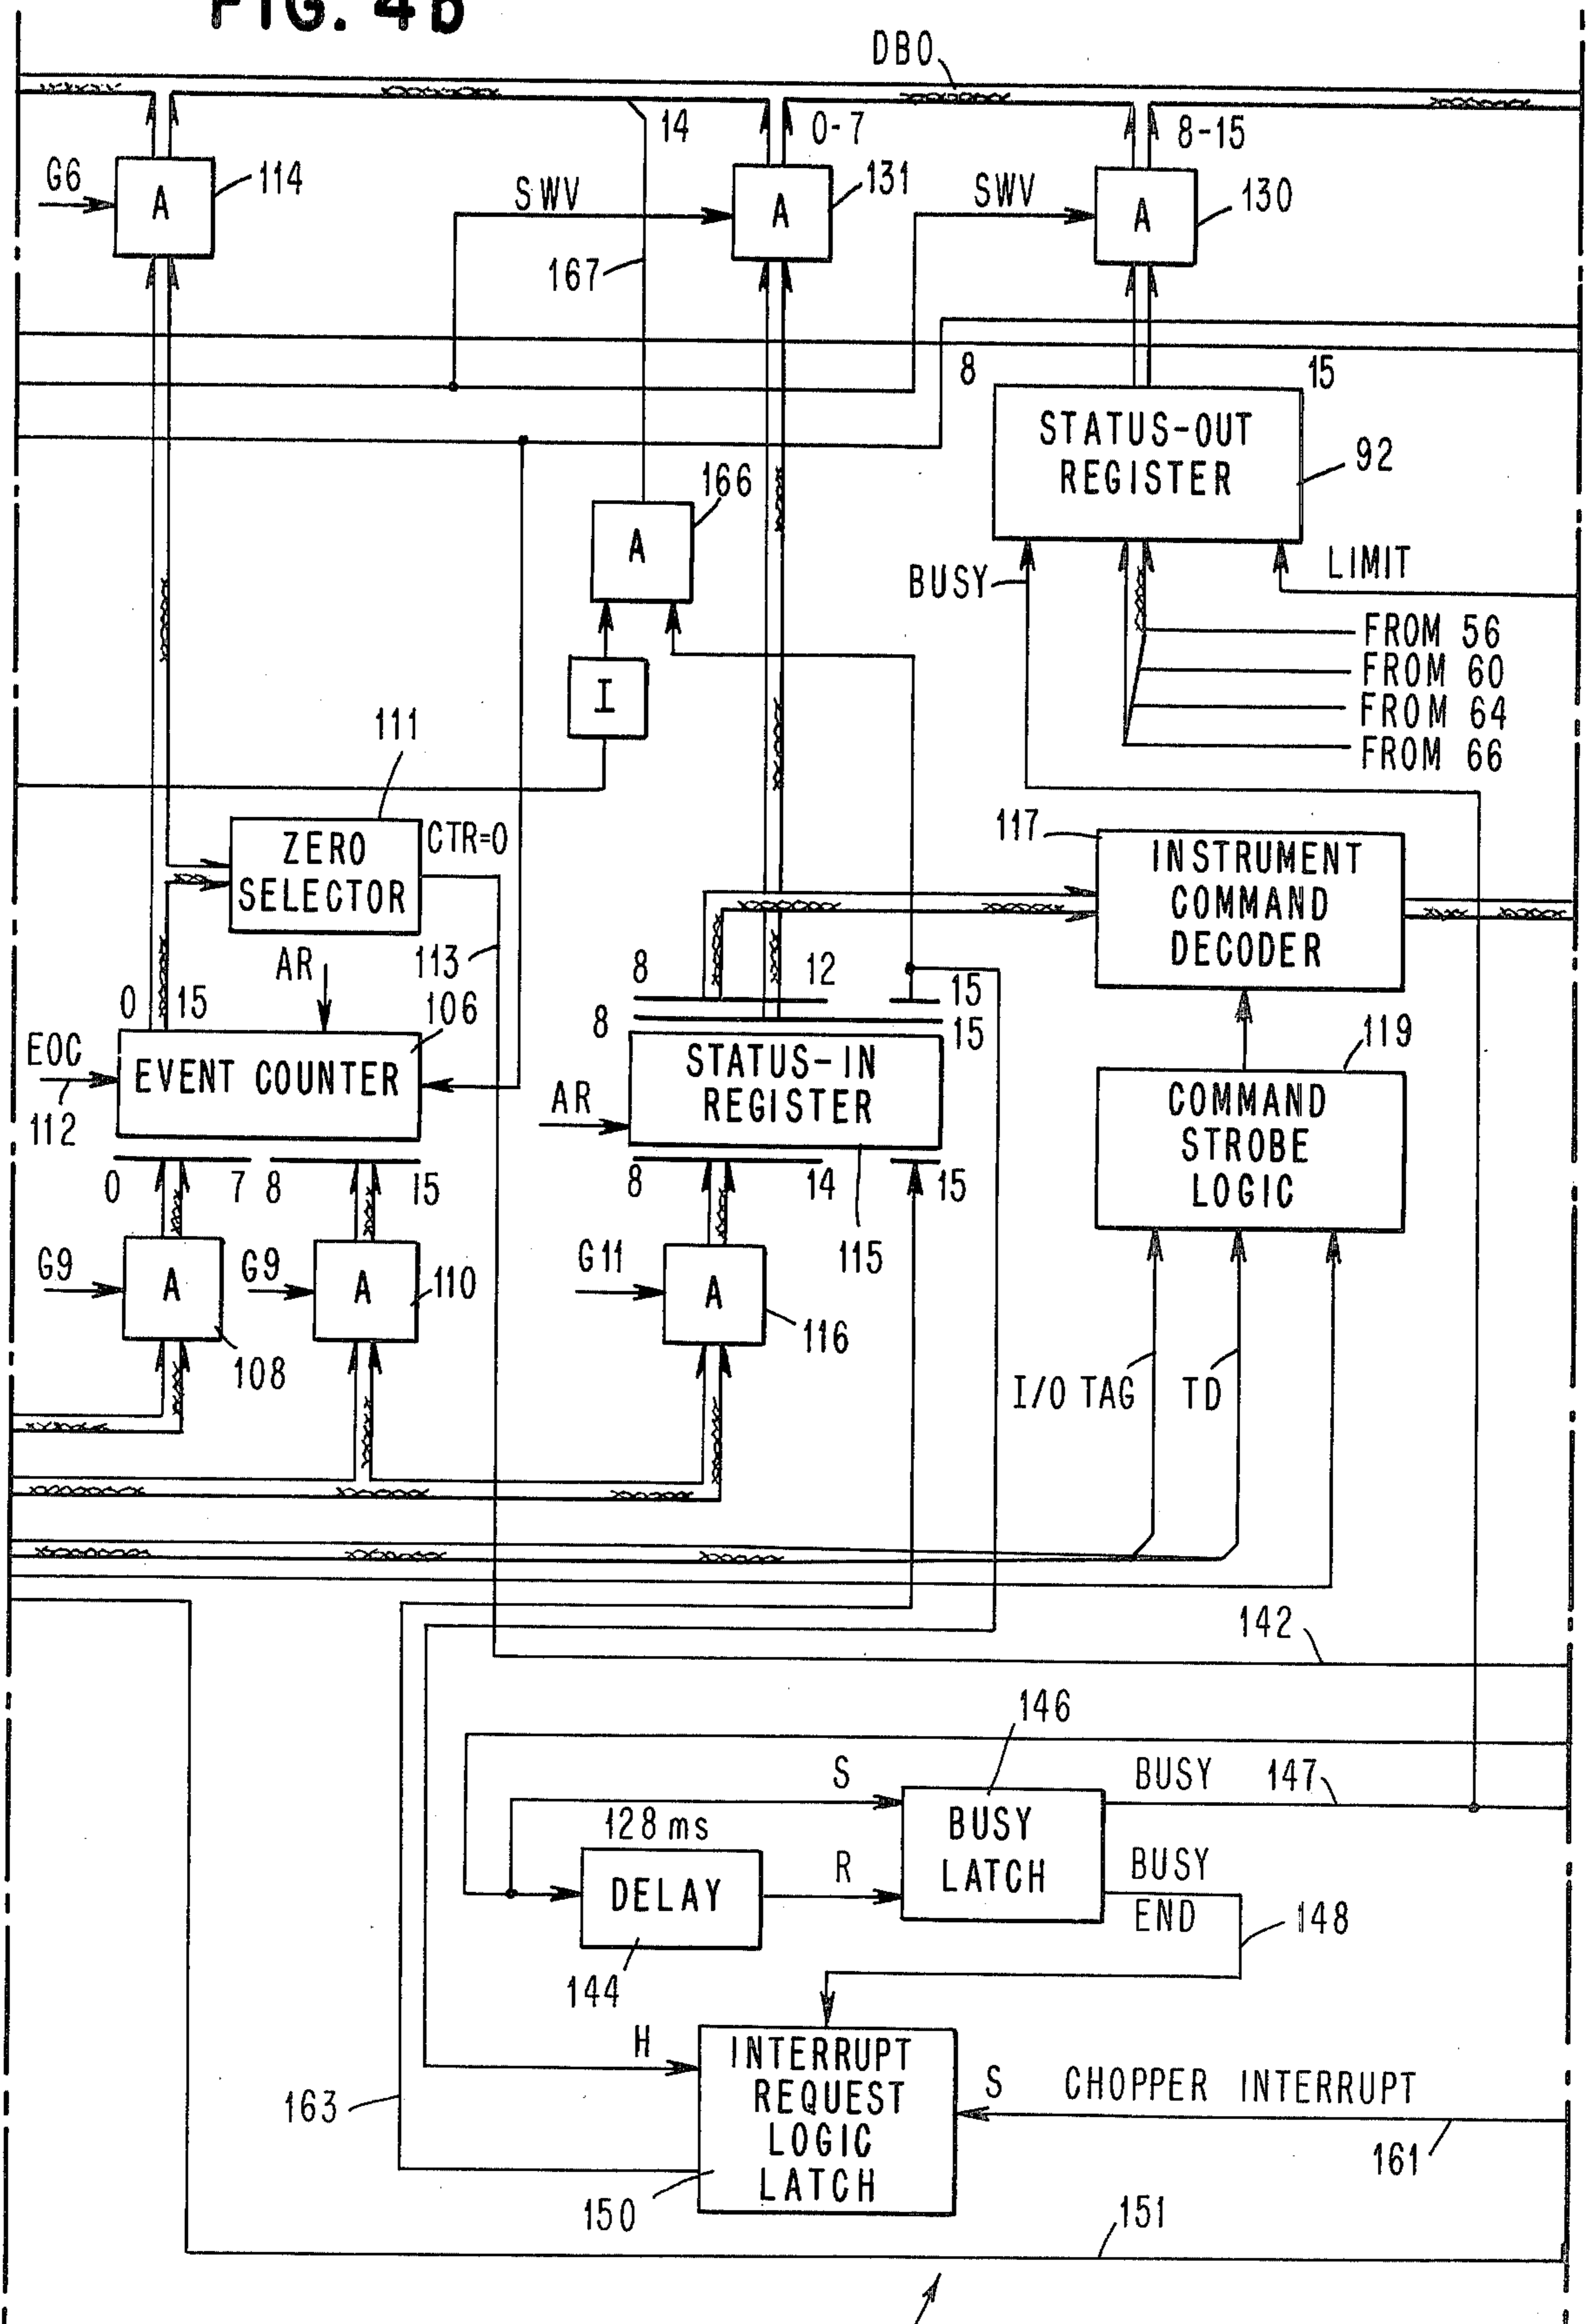 FIG. 4b
DBO
14
0-7
8-15
G6
A
114
SWV
A
131
SWV
A
130
167
8
15
STATUS-OUT
REGISTER
92
166
A
BUSY
LIMIT
FROM 56
FROM 60
FROM 64
FROM 66
I
111
ZERO
SELECTOR
CTR=0
117
INSTRUMENT
COMMAND
DECODER
AR
113
8
12
15
0
15
106
8
15
119
EOC
112
EVENT COUNTER
STATUS-IN
REGISTER
AR
COMMAND
STROBE
LOGIC
0
7
8
15
8
14
15
115
G9
A
108
G9
A
110
G11
A
116
I/O TAG
TD
142
146
S
BUSY
147
128 ms
BUSY
LATCH
DELAY
R
BUSY
END
148
144
H
INTERRUPT
REQUEST
LOGIC
LATCH
S
CHOPPER INTERRUPT
163
161
150
151